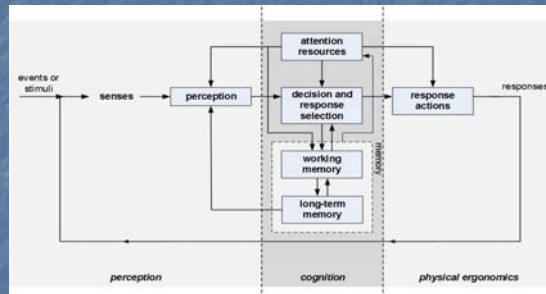 attention
resources
events or
stimuli
senses
perception
decision and
response
selection
response
actions
responses
memory
working
memory
long-term
memory
perception
cognition
physical ergonomics